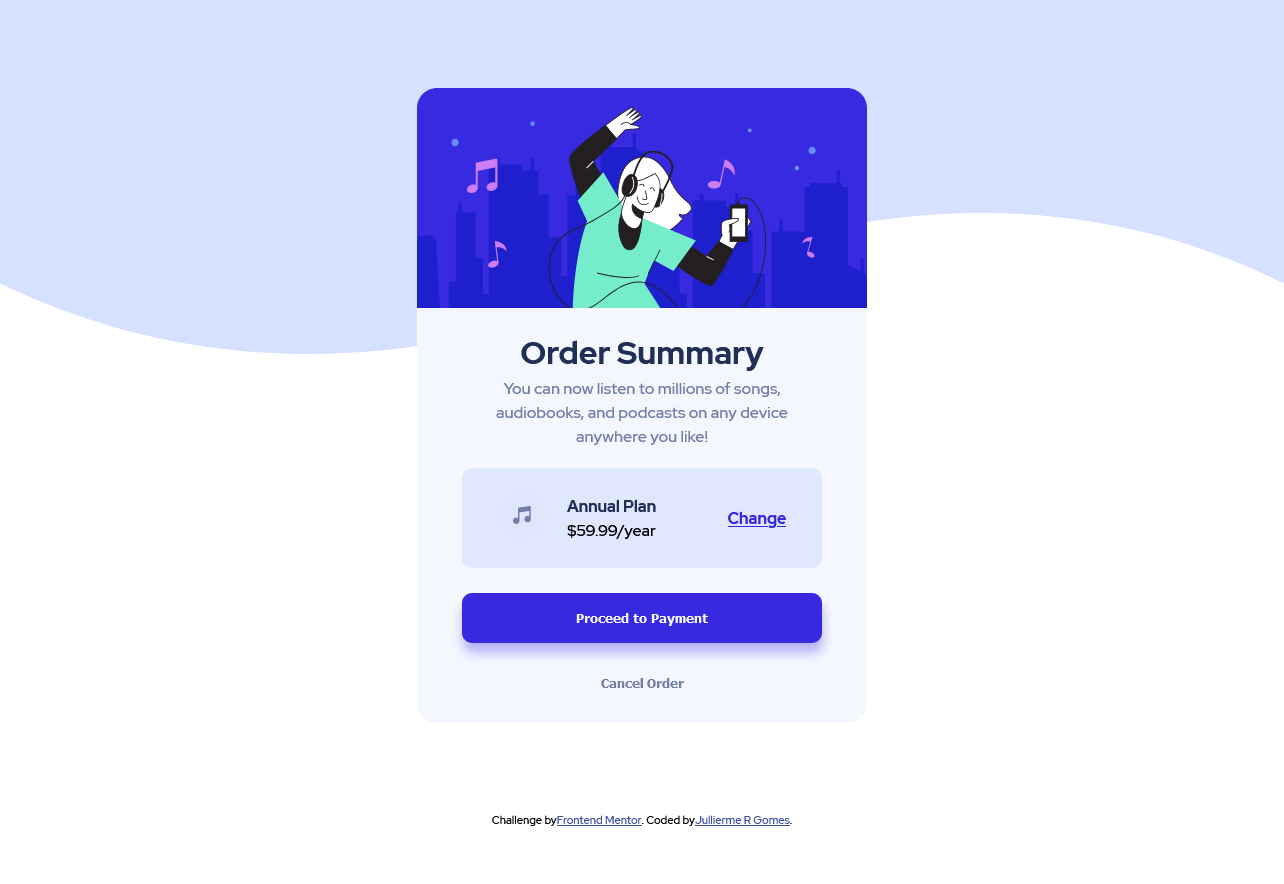 Order Summary
You can now listen to millions of songs,
audiobooks, and podcasts on any device
anywhere you like!
Annual Plan
$59.99/year
Change
Proceed to Payment
Cancel Order
Challenge byFrontend Mentor. Coded byJullierme R Gomes.